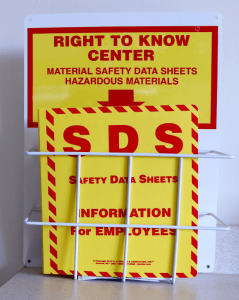 RIGHT TO KNOW
CENTER
MATERIAL SAFETY DATA SHEETS
HAZARDOUS MATERIALS
SDS
SAFETY DATA SHEETS
INFORMATION
For EMPLOYEES